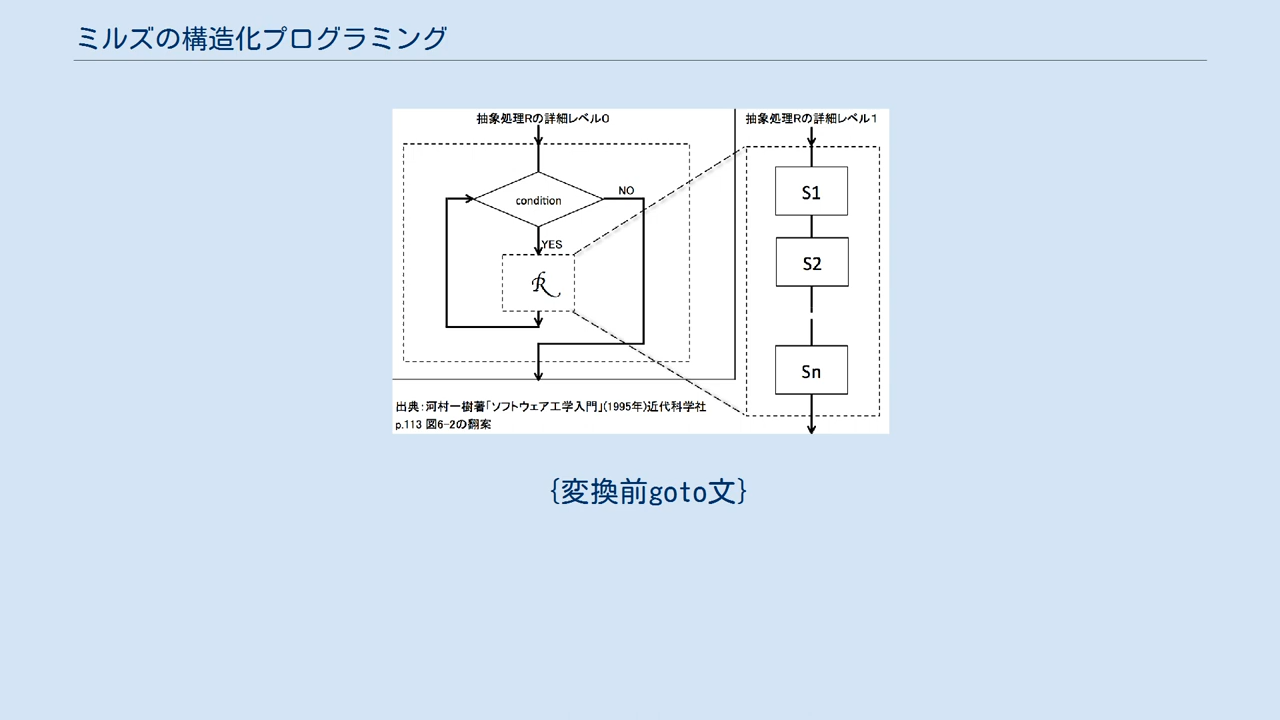 ミルズの構造化プログラミング
抽象処理Rの詳細レベル0
抽象処理Rの詳細レベル1
condition
NO
YES
R
S1
S2
Sn
出典：河村一樹著「ソフトウェア工学入門」(1995年)近代科学社
p.113 図6-2の翻案
{変換前goto文}